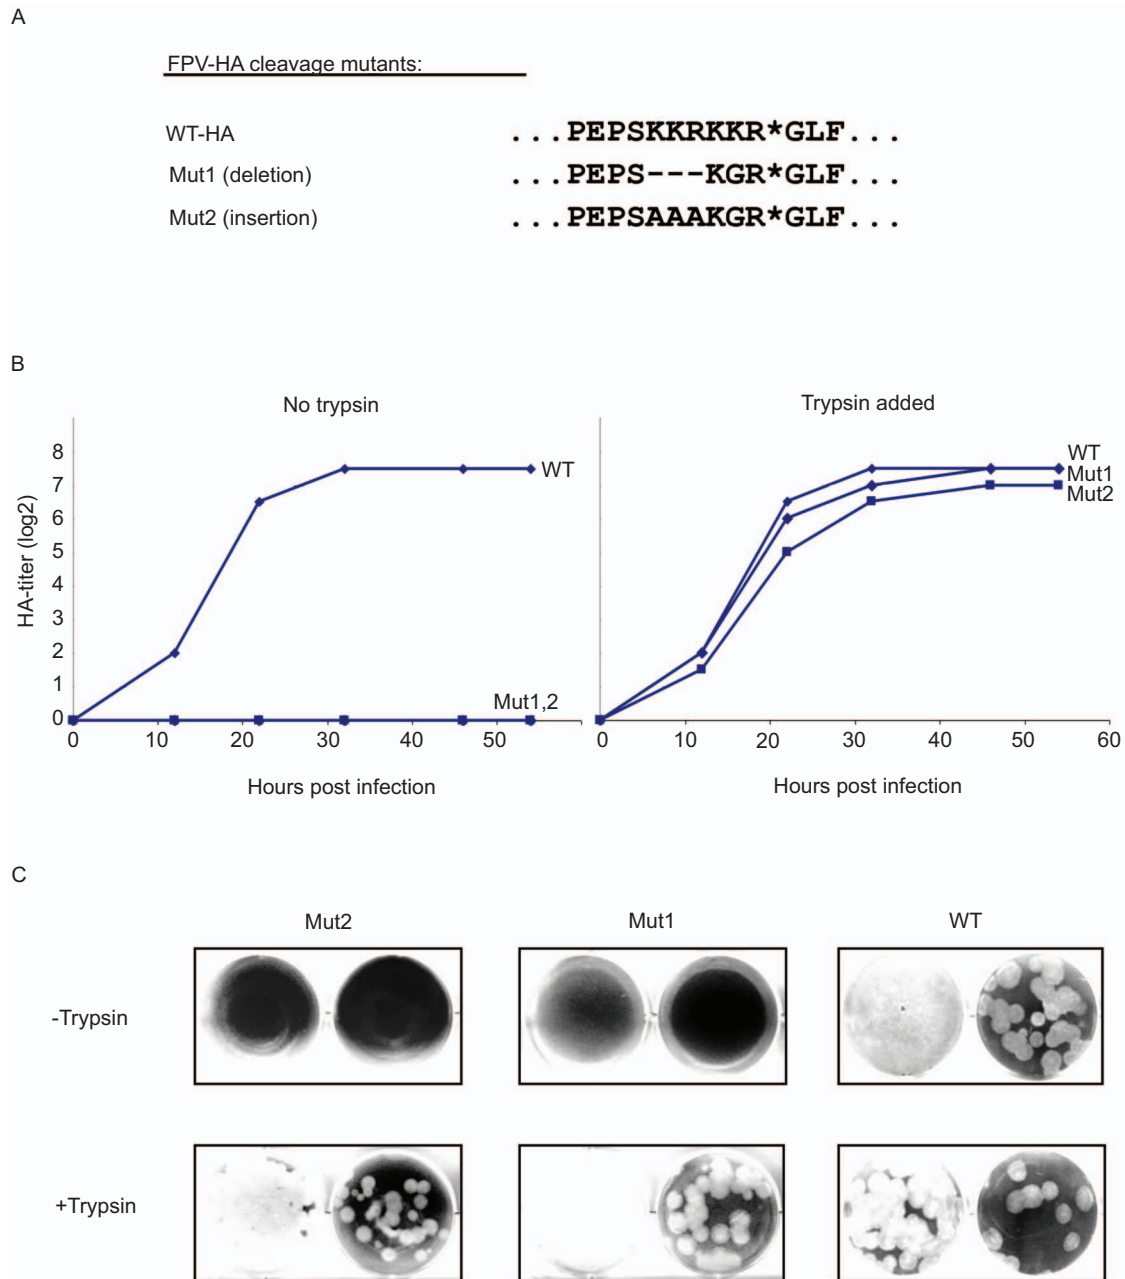 A
FPV-HA cleavage mutants:
WT-HA ...PEPSKKRKKR*GLF...
Mut1 (deletion) ...PEPS---KGR*GLF...
Mut2 (insertion) ...PEPSAAAKGR*GLF...
B
No trypsin
Trypsin added
HA-titer (log2)
8
7
6
5
4
3
2
1
0
WT
Mut1,2
0 10 20 30 40 50
Hours post infection
WT
Mut1
Mut2
0 10 20 30 40 50 60
Hours post infection
C
Mut2 Mut1 WT
-Trypsin
+Trypsin